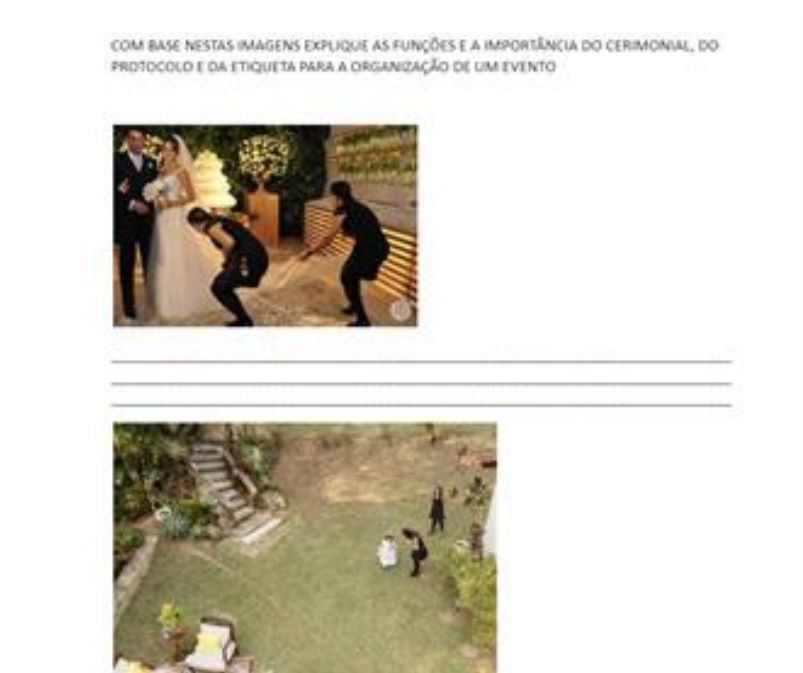 COM BASE NESTAS IMAGENS EXPLIQUE AS FUNÇÕES E A IMPORTÂNCIA DO CERIMONIAL, DO
PROTOCOLO E DA ETIQUETA PARA A ORGANIZAÇÃO DE UM EVENTO